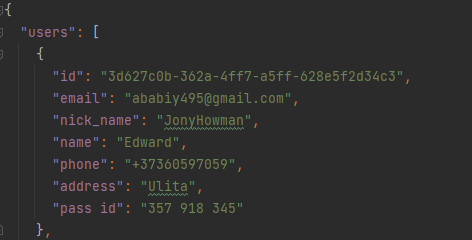 {
"users": [
{
"id": "3d627c0b-362a-4ff7-a5ff-628e5f2d34c3",
"email": "ababiy495@gmail.com",
"nick_name": "JonyHowman",
"name": "Edward",
"phone": "+37360597059",
"address": "Ulita",
"pass id": "357 918 345"
},